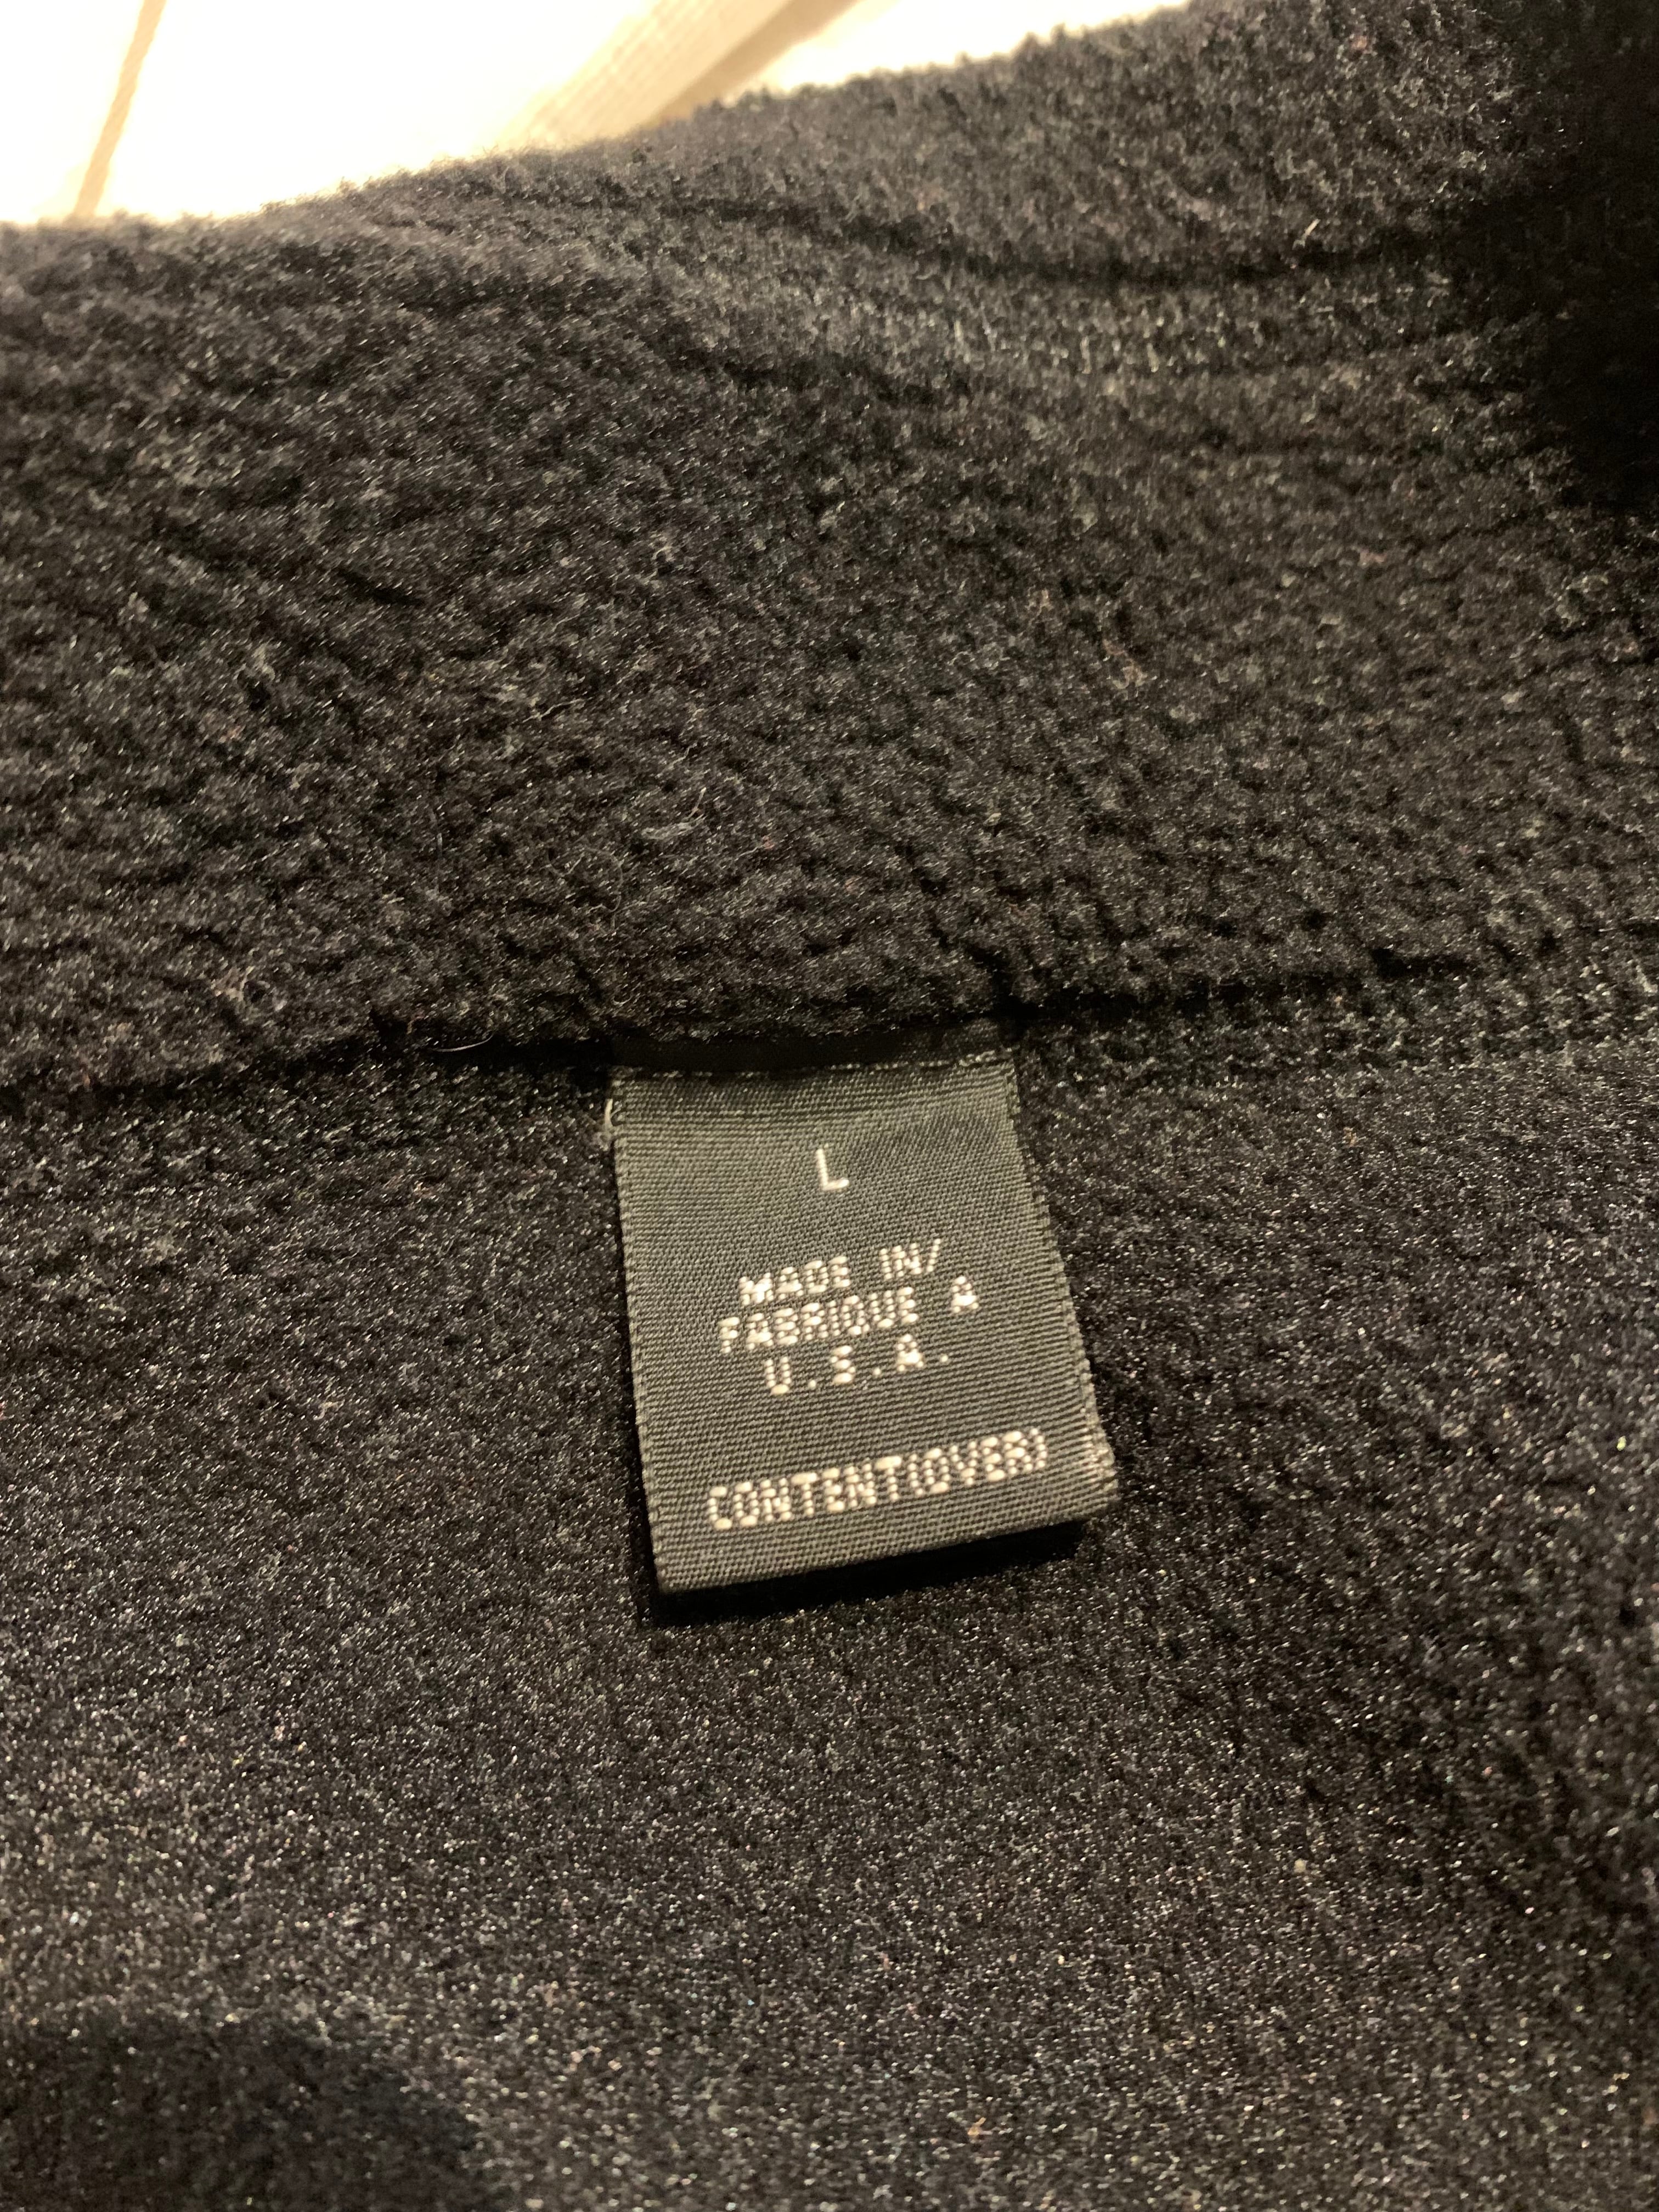 L
MADE IN/
FABRIQUE A
U.S.A.
CONTENT(OVER)